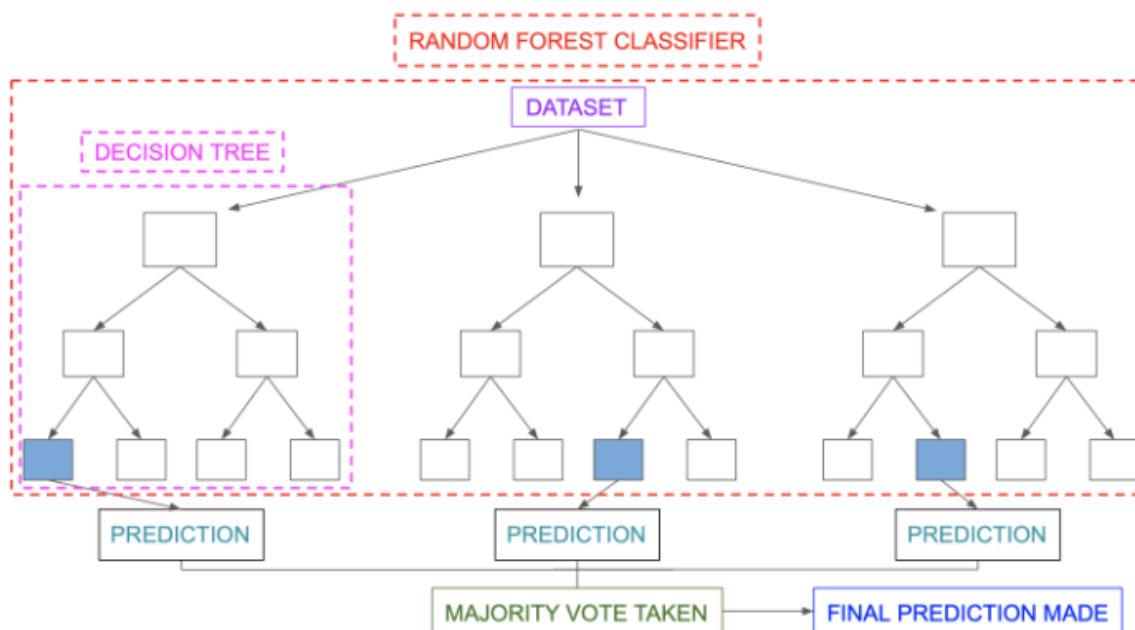 RANDOM FOREST CLASSIFIER
DATASET
DECISION TREE
PREDICTION
PREDICTION
PREDICTION
MAJORITY VOTE TAKEN
FINAL PREDICTION MADE